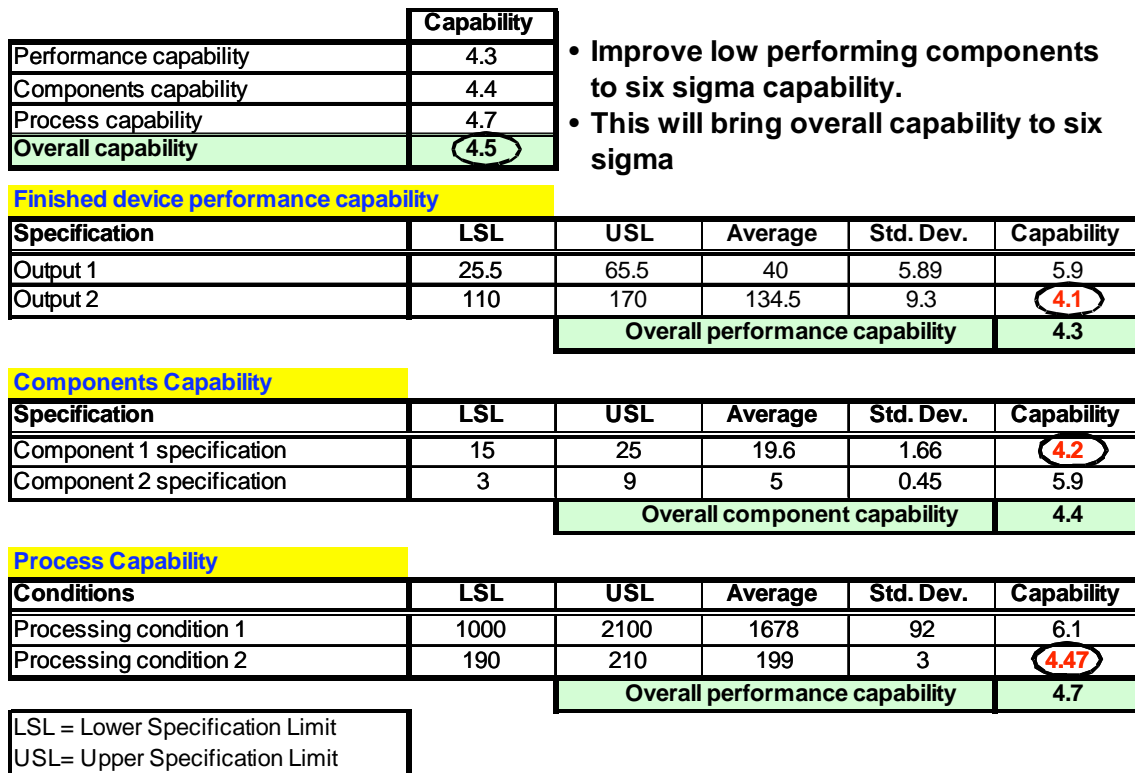 Capability
Performance capability 4.3
Components capability 4.4
Process capability 4.7
Overall capability 4.5
• Improve low performing components
to six sigma capability.
• This will bring overall capability to six
sigma
Finished device performance capability
Specification LSL USL Average Std. Dev. Capability
Output 1 25.5 65.5 40 5.89 5.9
Output 2 110 170 134.5 9.3 4.1
Overall performance capability 4.3
Components Capability
Specification LSL USL Average Std. Dev. Capability
Component 1 specification 15 25 19.6 1.66 4.2
Component 2 specification 3 9 5 0.45 5.9
Overall component capability 4.4
Process Capability
Conditions LSL USL Average Std. Dev. Capability
Processing condition 1 1000 2100 1678 92 6.1
Processing condition 2 190 210 199 3 4.47
Overall performance capability 4.7
LSL = Lower Specification Limit
USL= Upper Specification Limit